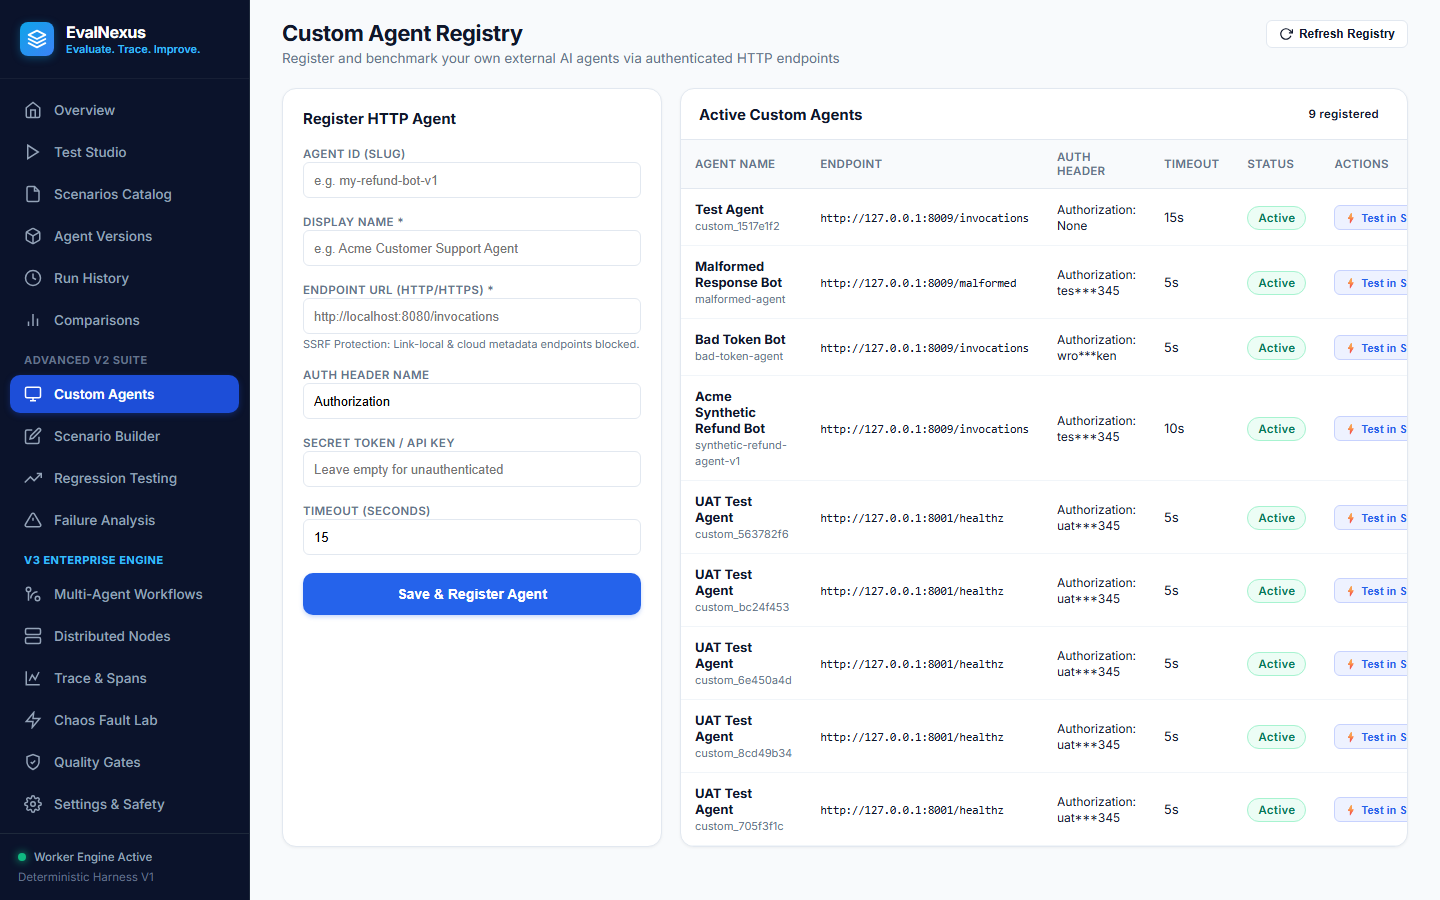 EvalNexus
Evaluate. Trace. Improve.
Overview
Test Studio
Scenarios Catalog
Agent Versions
Run History
Comparisons
ADVANCED V2 SUITE
Custom Agents
Scenario Builder
Regression Testing
Failure Analysis
V3 ENTERPRISE ENGINE
Multi-Agent Workflows
Distributed Nodes
Trace & Spans
Chaos Fault Lab
Quality Gates
Settings & Safety
Worker Engine Active
Deterministic Harness V1
Custom Agent Registry
Register and benchmark your own external AI agents via authenticated HTTP endpoints
Refresh Registry
Register HTTP Agent
AGENT ID (SLUG)
e.g. my-refund-bot-v1
DISPLAY NAME *
e.g. Acme Customer Support Agent
ENDPOINT URL (HTTP/HTTPS) *
http://localhost:8080/invocations
SSRF Protection: Link-local & cloud metadata endpoints blocked.
AUTH HEADER NAME
Authorization
SECRET TOKEN / API KEY
Leave empty for unauthenticated
TIMEOUT (SECONDS)
15
Save & Register Agent
Active Custom Agents
9 registered
AGENT NAME ENDPOINT AUTH HEADER TIMEOUT STATUS ACTIONS
Test Agent
custom_1517e1f2
http://127.0.0.1:8009/invocations
Authorization:
None
15s
Active
Test in S
Malformed
Response Bot
malformed-agent
http://127.0.0.1:8009/malformed
Authorization:
tes***345
5s
Active
Test in S
Bad Token Bot
bad-token-agent
http://127.0.0.1:8009/invocations
Authorization:
wro***ken
5s
Active
Test in S
Acme
Synthetic
Refund Bot
synthetic-refund-
agent-v1
http://127.0.0.1:8009/invocations
Authorization:
tes***345
10s
Active
Test in S
UAT Test
Agent
custom_563782f6
http://127.0.0.1:8001/healthz
Authorization:
uat***345
5s
Active
Test in S
UAT Test
Agent
custom_bc24f453
http://127.0.0.1:8001/healthz
Authorization:
uat***345
5s
Active
Test in S
UAT Test
Agent
custom_6e450a4d
http://127.0.0.1:8001/healthz
Authorization:
uat***345
5s
Active
Test in S
UAT Test
Agent
custom_8cd49b34
http://127.0.0.1:8001/healthz
Authorization:
uat***345
5s
Active
Test in S
UAT Test
Agent
custom_705f3f1c
http://127.0.0.1:8001/healthz
Authorization:
uat***345
5s
Active
Test in S